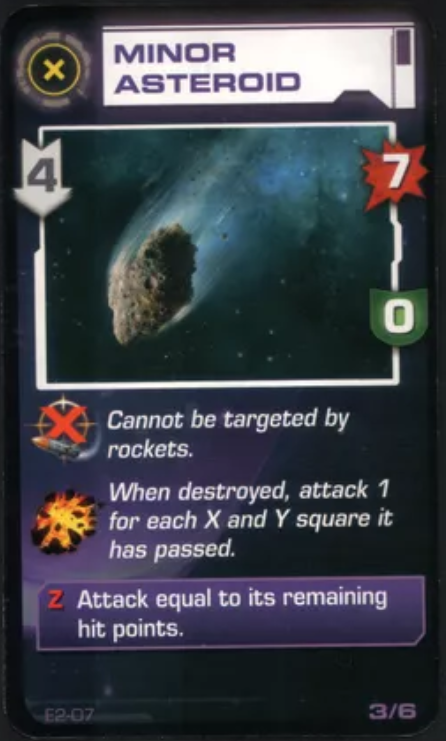 X
MINOR
ASTEROID
4
7
0
Cannot be targeted by
rockets.
When destroyed, attack 1
for each X and Y square it
has passed.
Z Attack equal to its remaining
hit points.
E2-07
3/6